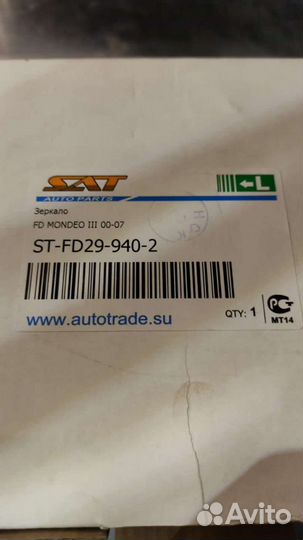 SAT
AUTO PARTS
L
Зеркало
FD MONDEO III 00-07
ST-FD29-940-2
www.autotrade.su
QTY: 1
МТ14
Avito